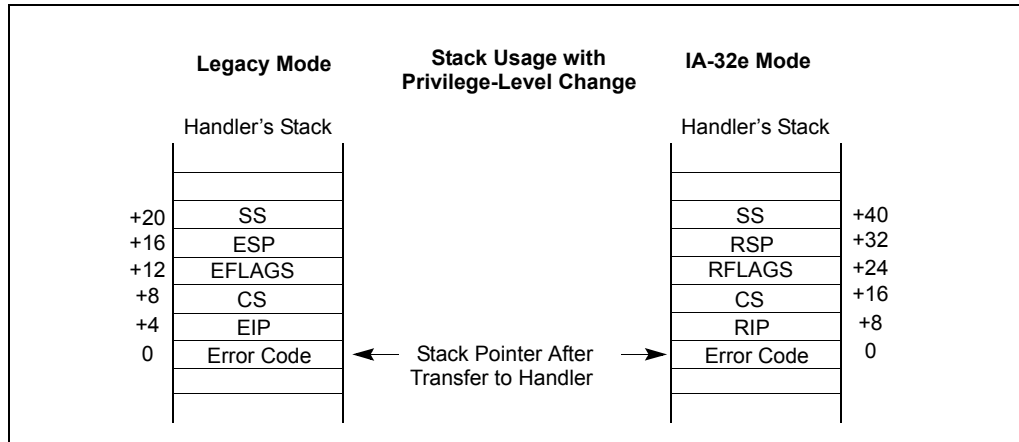 Legacy Mode
Stack Usage with
Privilege-Level Change
IA-32e Mode
Handler's Stack
Handler's Stack
+20 SS
SS +40
+16 ESP
RSP +32
+12 EFLAGS
RFLAGS +24
+8 CS
CS +16
+4 EIP
RIP +8
0 Error Code
Stack Pointer After
Transfer to Handler
Error Code 0